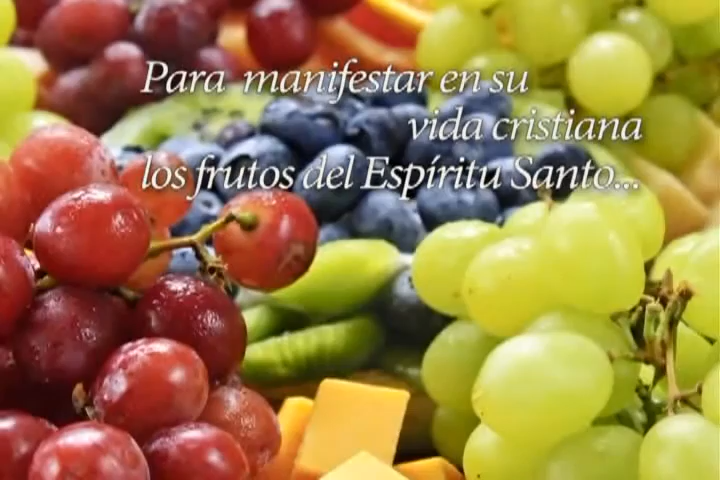 Para manifestar en su
vida cristiana
los frutos del Espíritu Santo...